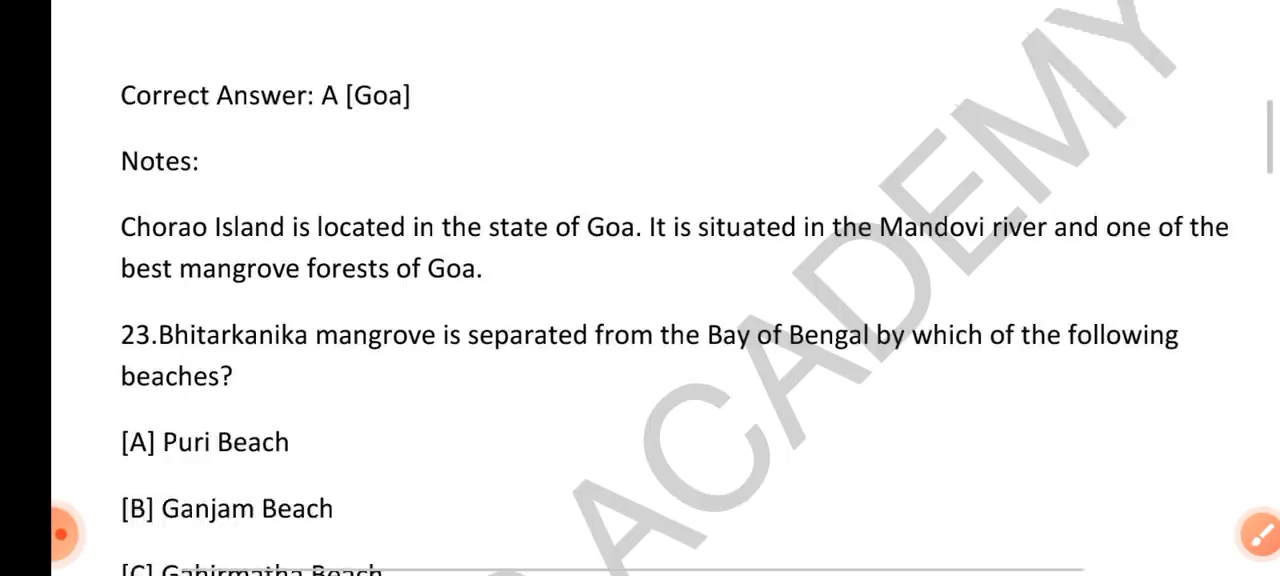 Correct Answer: A [Goa]
Notes:
Chorao Island is located in the state of Goa. It is situated in the Mandovi river and one of the
best mangrove forests of Goa.
23.Bhitarkanika mangrove is separated from the Bay of Bengal by which of the following
beaches?
[A] Puri Beach
[B] Ganjam Beach
[C] Gahirmatha Beach
ACADEMY